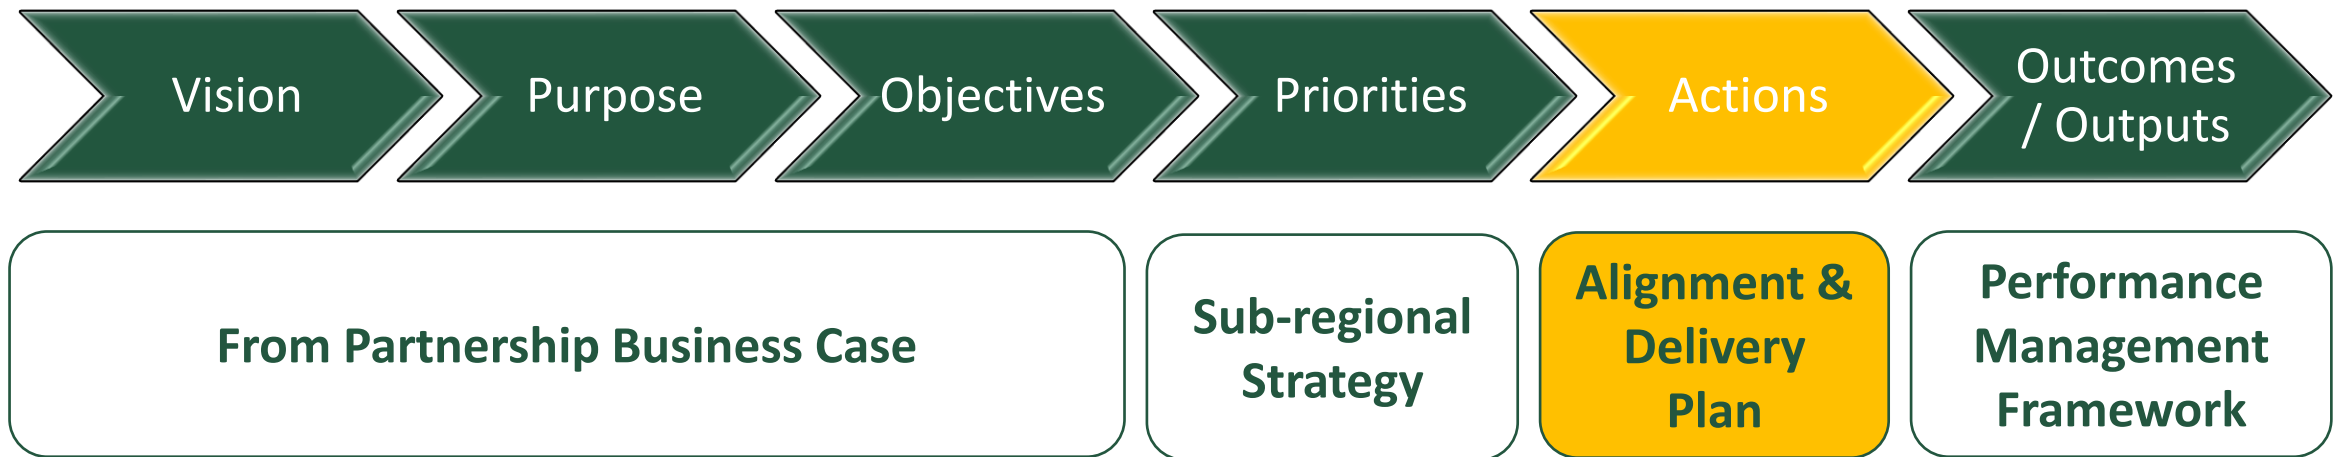 Vision
Purpose
Objectives
Priorities
Actions
Outcomes
/ Outputs
From Partnership Business Case
Sub-regional
Strategy
Alignment &
Delivery
Plan
Performance
Management
Framework